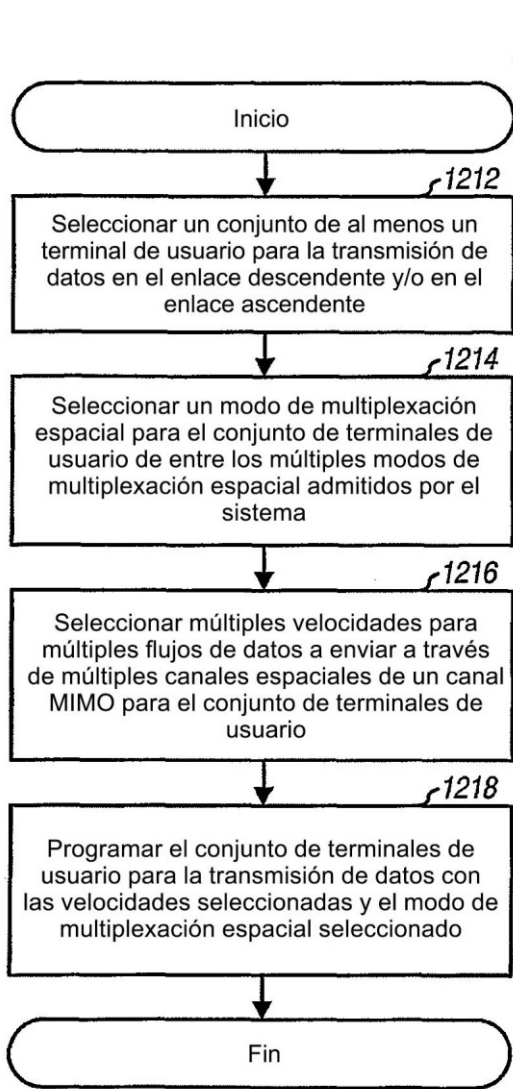 Inicio
1212
Seleccionar un conjunto de al menos un
terminal de usuario para la transmisión de
datos en el enlace descendente y/o en el
enlace ascendente
1214
Seleccionar un modo de multiplexación
espacial para el conjunto de terminales de
usuario de entre los múltiples modos de
multiplexación espacial admitidos por el
sistema
1216
Seleccionar múltiples velocidades para
múltiples flujos de datos a enviar a través
de múltiples canales espaciales de un canal
MIMO para el conjunto de terminales de
usuario
1218
Programar el conjunto de terminales de
usuario para la transmisión de datos con
las velocidades seleccionadas y el modo de
multiplexación espacial seleccionado
Fin